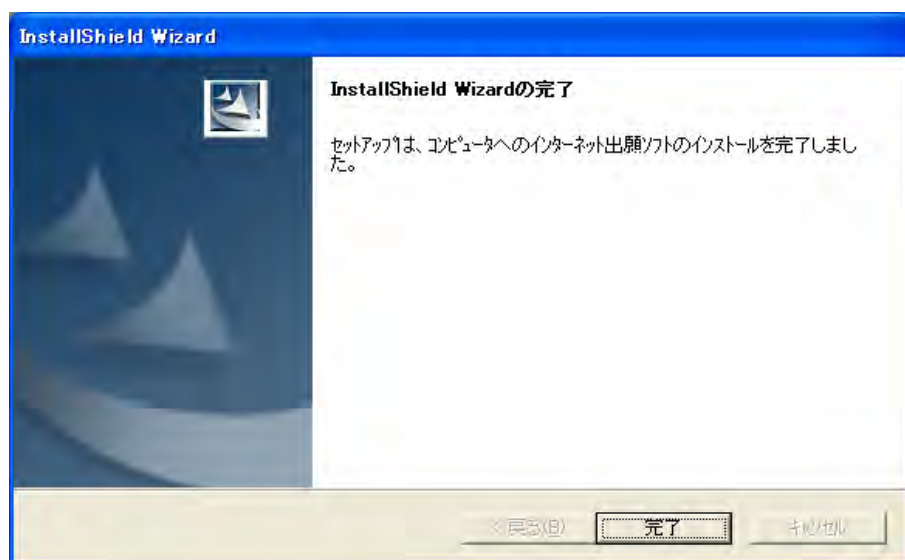 InstallShield Wizard
InstallShield Wizardの完了
セットアップは、コンピュータへのインターネット出願ソフトのインストールを完了しまし
た。
< 戻る(B)
完了
キャンセル